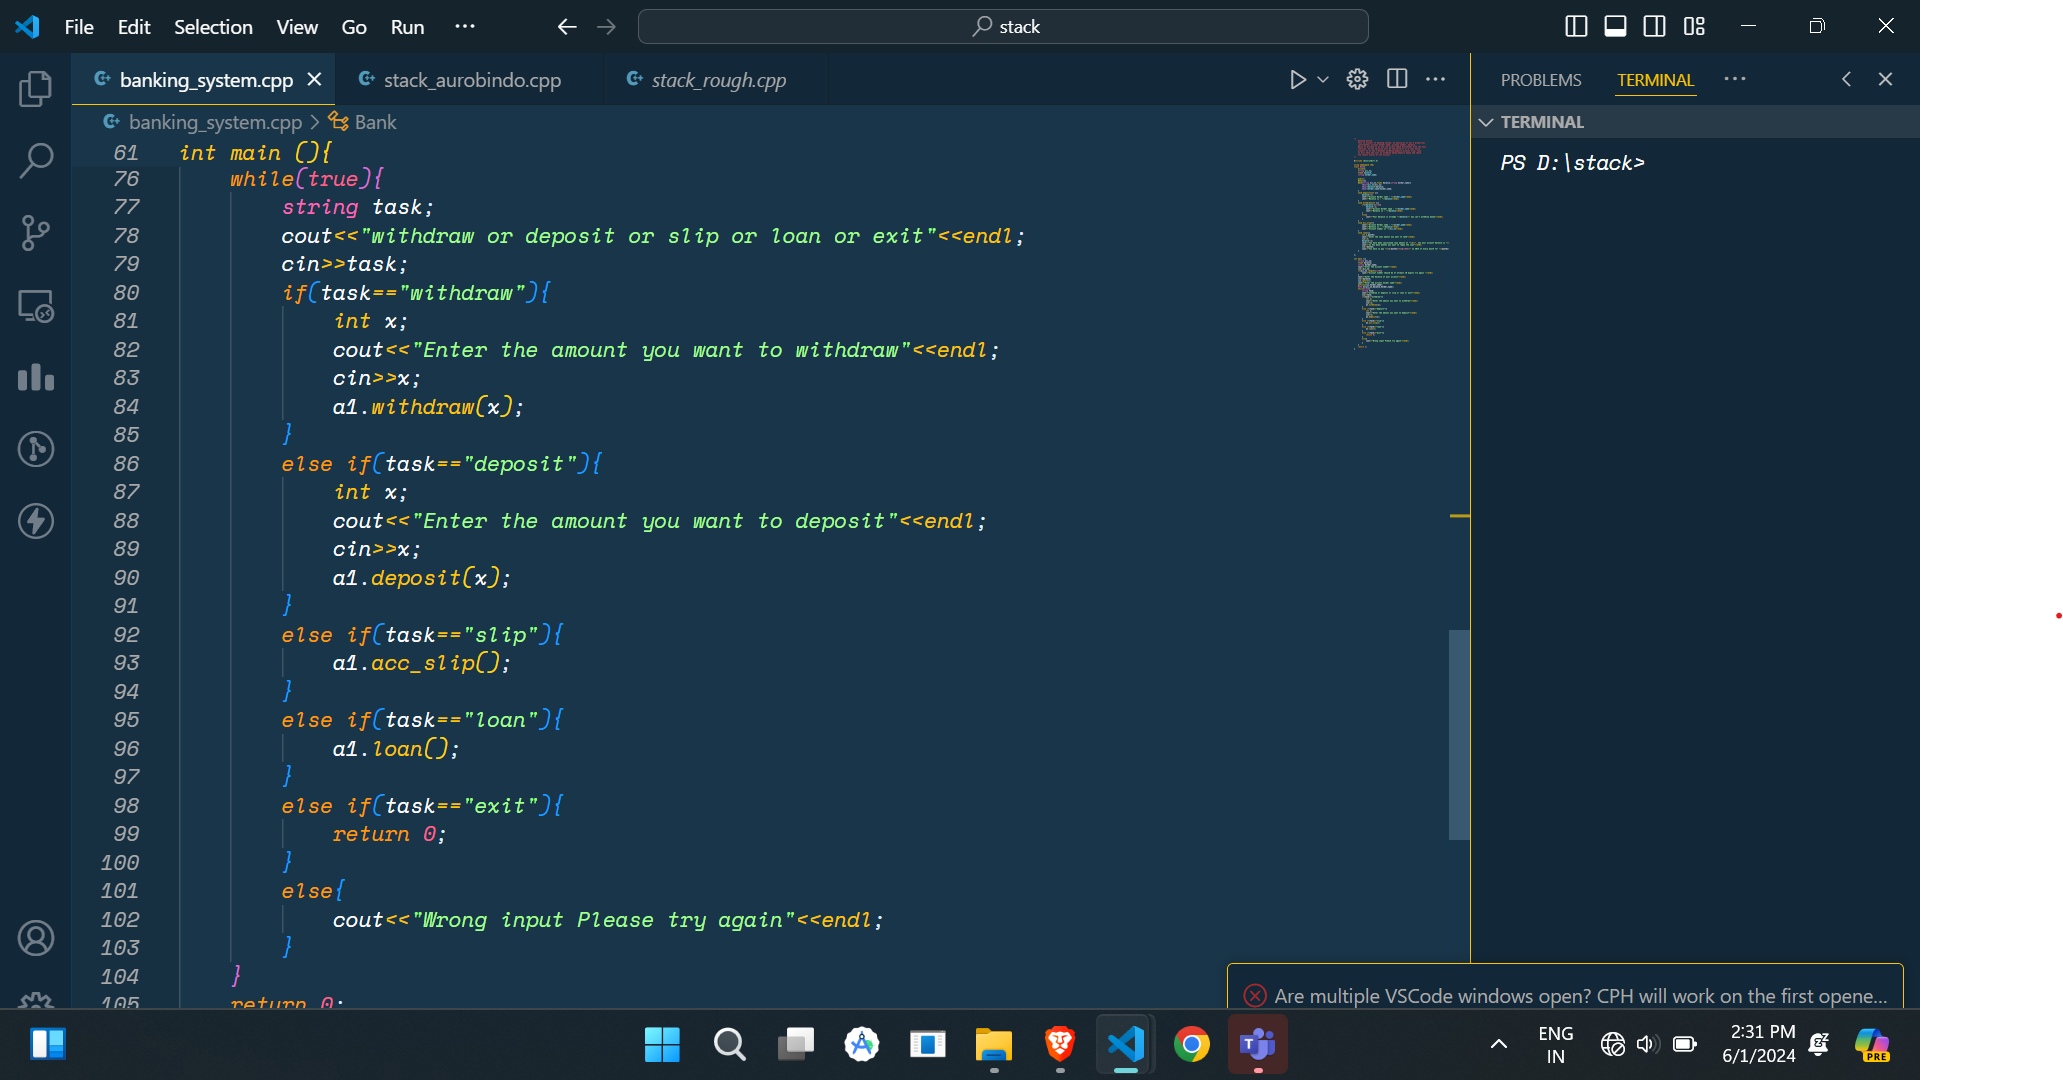 File Edit Selection View Go Run ... stack
banking_system.cpp stack_aurobindo.cpp stack_rough.cpp
banking_system.cpp > Bank
61 int main (){
76 while(true){
77 string task;
78 cout<<"withdraw or deposit or slip or loan or exit"<<endl;
79 cin>>task;
80 if(task=="withdraw"){
81 int x;
82 cout<<"Enter the amount you want to withdraw"<<endl;
83 cin>>x;
84 a1.withdraw(x);
85 }
86 else if(task=="deposit"){
87 int x;
88 cout<<"Enter the amount you want to deposit"<<endl;
89 cin>>x;
90 a1.deposit(x);
91 }
92 else if(task=="slip"){
93 a1.acc_slip();
94 }
95 else if(task=="loan"){
96 a1.loan();
97 }
98 else if(task=="exit"){
99 return 0;
100 }
101 else{
102 cout<<"Wrong input Please try again"<<endl;
103 }
104 }
105 return 0;
PROBLEMS TERMINAL ...
TERMINAL
PS D:\stack>
Are multiple VSCode windows open? CPH will work on the first opene...
ENG
IN
2:31 PM
6/1/2024
PRE